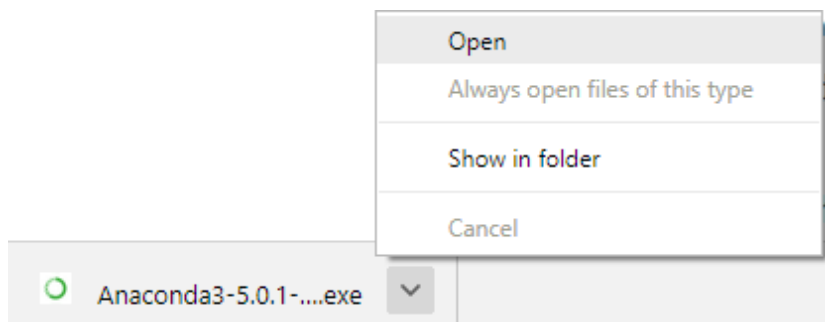 Open
Always open files of this type
Show in folder
Cancel
Anaconda3-5.0.1-....exe